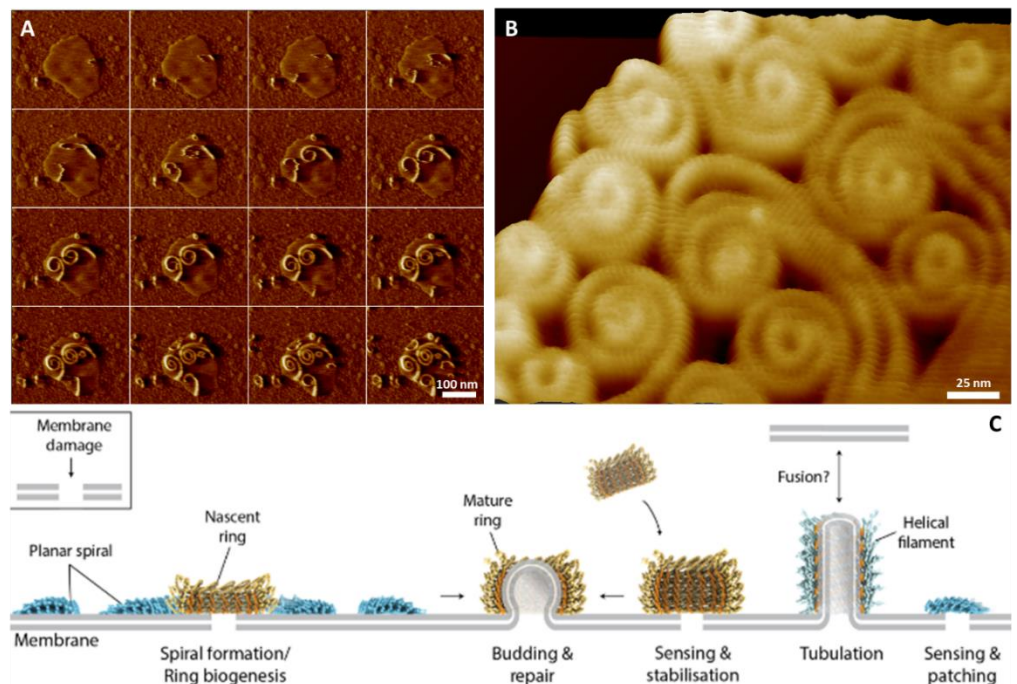 A
B
100 nm
25 nm
C
Membrane
damage
Fusion?
Mature
ring
Nascent
ring
Helical
filament
Planar spiral
Membrane
Spiral formation/
Ring biogenesis
Budding &
repair
Sensing &
stabilisation
Tubulation
Sensing &
patching